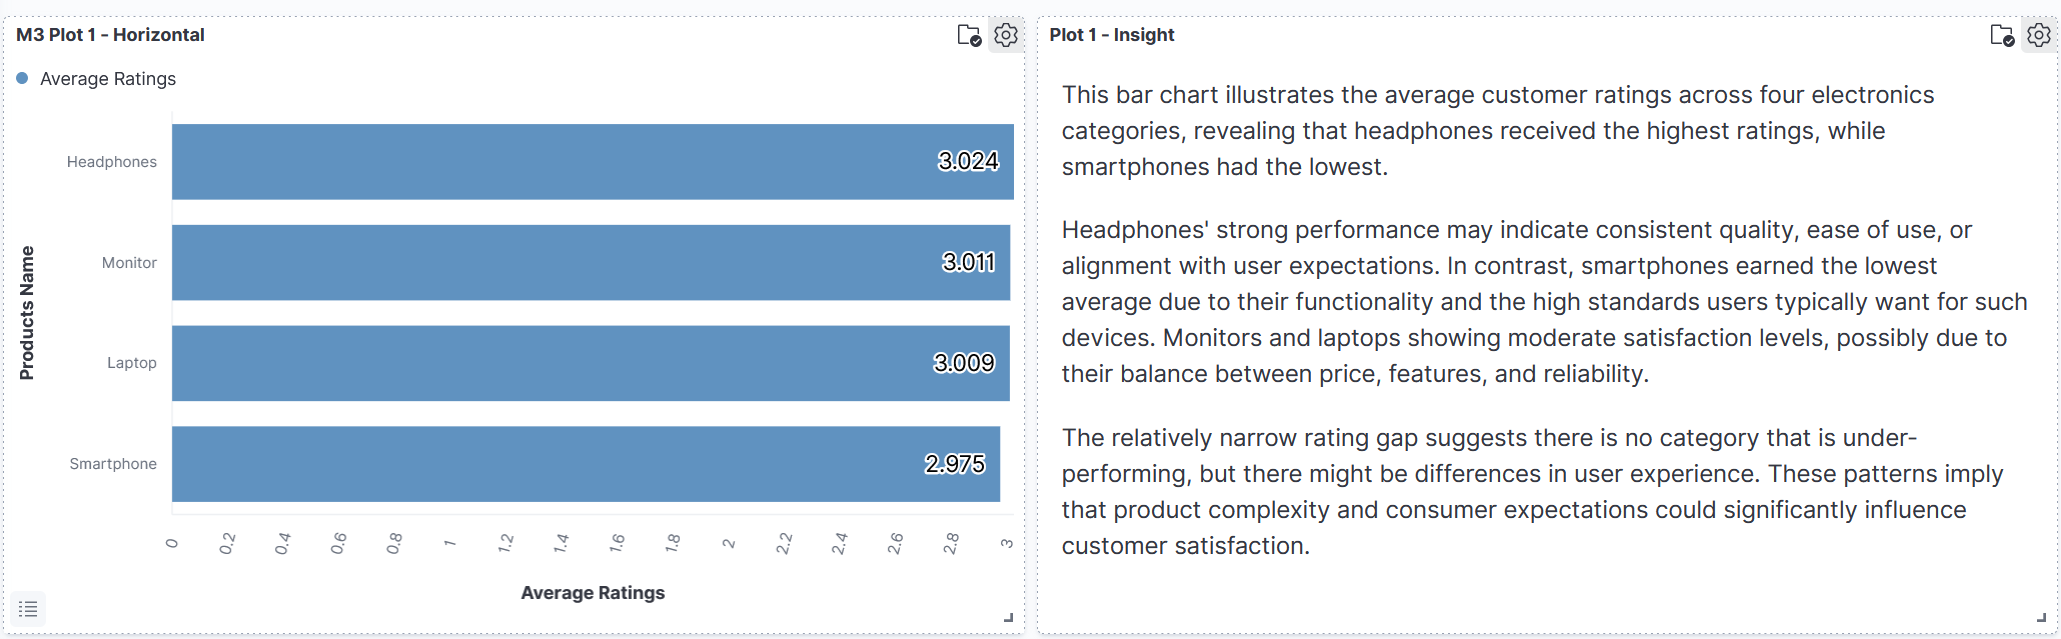 M3 Plot 1 - Horizontal
Average Ratings
Products Name
Headphones
3.024
Monitor
3.011
Laptop
3.009
Smartphone
2.975
0 0.2 0.4 0.6 0.8 1 1.2 1.4 1.6 1.8 2 2.2 2.4 2.6 2.8 3
Average Ratings
Plot 1 - Insight
This bar chart illustrates the average customer ratings across four electronics
categories, revealing that headphones received the highest ratings, while
smartphones had the lowest.
Headphones' strong performance may indicate consistent quality, ease of use, or
alignment with user expectations. In contrast, smartphones earned the lowest
average due to their functionality and the high standards users typically want for such
devices. Monitors and laptops showing moderate satisfaction levels, possibly due to
their balance between price, features, and reliability.
The relatively narrow rating gap suggests there is no category that is under-
performing, but there might be differences in user experience. These patterns imply
that product complexity and consumer expectations could significantly influence
customer satisfaction.